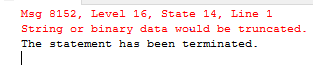 Msg 8152, Level 16, State 14, Line 1
String or binary data would be truncated.
The statement has been terminated.